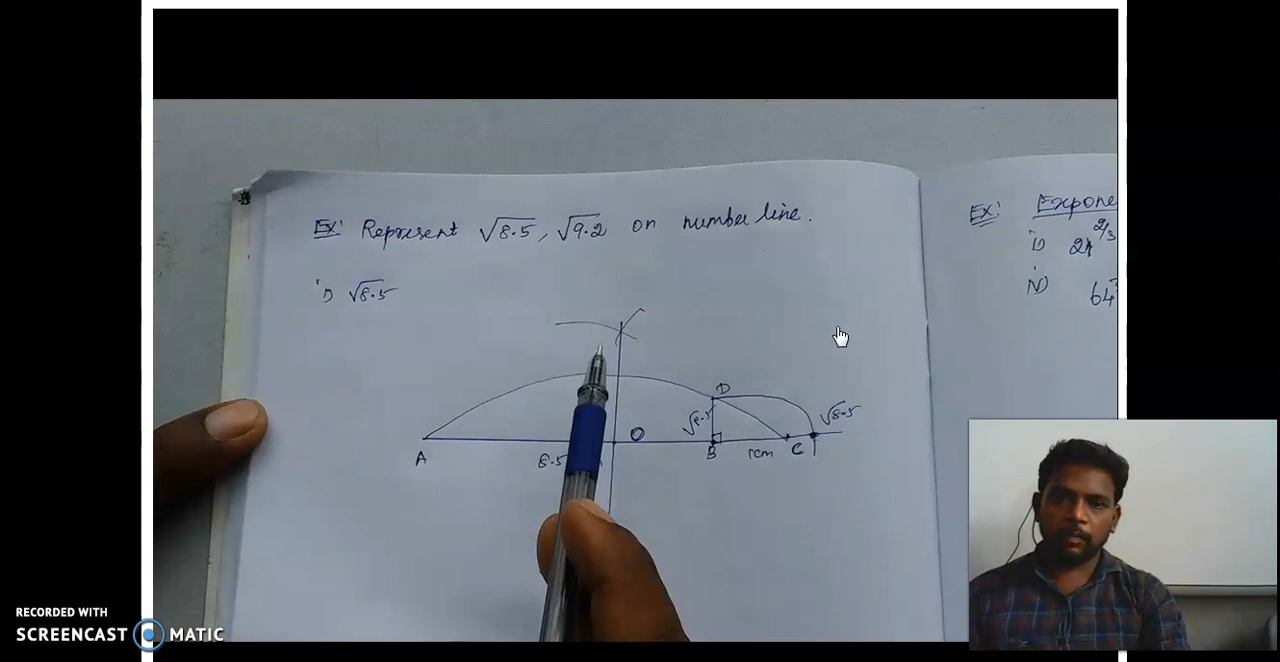 Ex: Represent √8.5, √9.2 on number line.
i) √8.5
D
√8.5
√8.5
O
A
8.5
B
1cm
C
Ex: Expone
i) 2/3
ii) 64
RECORDED WITH
SCREENCAST MATIC